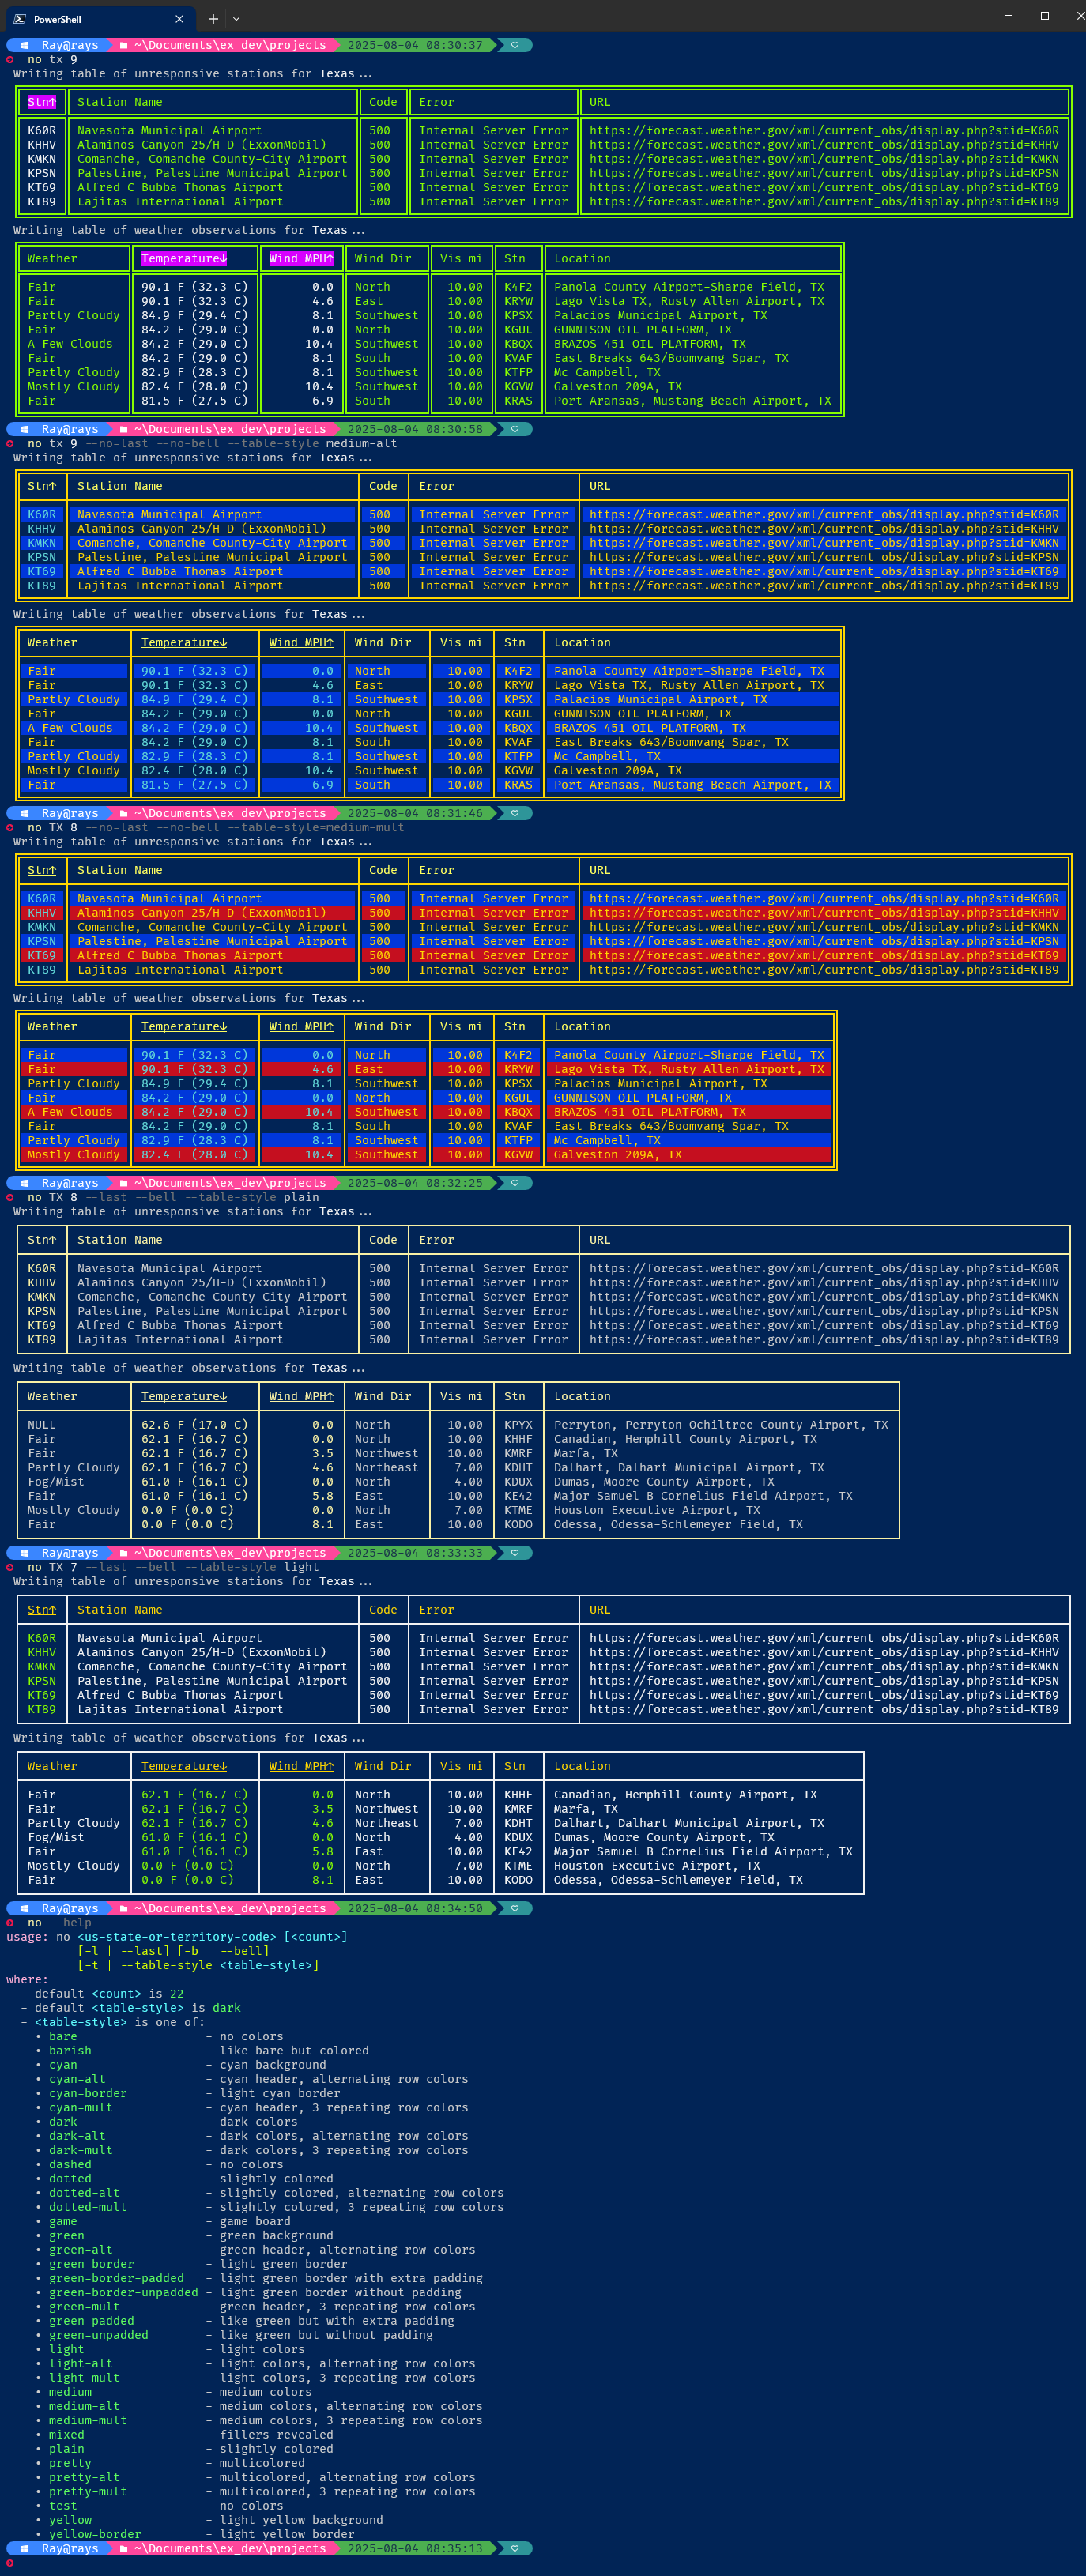 PowerShell
Ray@rays ~\Documents\ex_dev\projects 2025-08-04 08:30:37
no tx 9
Writing table of unresponsive stations for Texas...
Stn↑ Station Name Code Error URL
K60R Navasota Municipal Airport 500 Internal Server Error https://forecast.weather.gov/xml/current_obs/display.php?stid=K60R
KHHV Alaminos Canyon 25/H-D (ExxonMobil) 500 Internal Server Error https://forecast.weather.gov/xml/current_obs/display.php?stid=KHHV
KMKN Comanche, Comanche County-City Airport 500 Internal Server Error https://forecast.weather.gov/xml/current_obs/display.php?stid=KMKN
KPSN Palestine, Palestine Municipal Airport 500 Internal Server Error https://forecast.weather.gov/xml/current_obs/display.php?stid=KPSN
KT69 Alfred C Bubba Thomas Airport 500 Internal Server Error https://forecast.weather.gov/xml/current_obs/display.php?stid=KT69
KT89 Lajitas International Airport 500 Internal Server Error https://forecast.weather.gov/xml/current_obs/display.php?stid=KT89
Writing table of weather observations for Texas...
Weather Temperature↓ Wind MPH↑ Wind Dir Vis mi Stn Location
Fair 90.1 F (32.3 C) 0.0 North 10.00 K4F2 Panola County Airport-Sharpe Field, TX
Fair 90.1 F (32.3 C) 4.6 East 10.00 KRYW Lago Vista TX, Rusty Allen Airport, TX
Partly Cloudy 84.9 F (29.4 C) 8.1 Southwest 10.00 KPSX Palacios Municipal Airport, TX
Fair 84.2 F (29.0 C) 0.0 North 10.00 KGUL GUNNISON OIL PLATFORM, TX
A Few Clouds 84.2 F (29.0 C) 10.4 Southwest 10.00 KBQX BRAZOS 451 OIL PLATFORM, TX
Fair 84.2 F (29.0 C) 8.1 South 10.00 KVAF East Breaks 643/Boomvang Spar, TX
Partly Cloudy 82.9 F (28.3 C) 8.1 Southwest 10.00 KTFP Mc Campbell, TX
Mostly Cloudy 82.4 F (28.0 C) 10.4 Southwest 10.00 KGVW Galveston 209A, TX
Fair 81.5 F (27.5 C) 6.9 South 10.00 KRAS Port Aransas, Mustang Beach Airport, TX
Ray@rays ~\Documents\ex_dev\projects 2025-08-04 08:30:58
no tx 9 --no-last --no-bell --table-style medium-alt
Writing table of unresponsive stations for Texas...
Stn↑ Station Name Code Error URL
K60R Navasota Municipal Airport 500 Internal Server Error https://forecast.weather.gov/xml/current_obs/display.php?stid=K60R
KHHV Alaminos Canyon 25/H-D (ExxonMobil) 500 Internal Server Error https://forecast.weather.gov/xml/current_obs/display.php?stid=KHHV
KMKN Comanche, Comanche County-City Airport 500 Internal Server Error https://forecast.weather.gov/xml/current_obs/display.php?stid=KMKN
KPSN Palestine, Palestine Municipal Airport 500 Internal Server Error https://forecast.weather.gov/xml/current_obs/display.php?stid=KPSN
KT69 Alfred C Bubba Thomas Airport 500 Internal Server Error https://forecast.weather.gov/xml/current_obs/display.php?stid=KT69
KT89 Lajitas International Airport 500 Internal Server Error https://forecast.weather.gov/xml/current_obs/display.php?stid=KT89
Writing table of weather observations for Texas...
Weather Temperature↓ Wind MPH↑ Wind Dir Vis mi Stn Location
Fair 90.1 F (32.3 C) 0.0 North 10.00 K4F2 Panola County Airport-Sharpe Field, TX
Fair 90.1 F (32.3 C) 4.6 East 10.00 KRYW Lago Vista TX, Rusty Allen Airport, TX
Partly Cloudy 84.9 F (29.4 C) 8.1 Southwest 10.00 KPSX Palacios Municipal Airport, TX
Fair 84.2 F (29.0 C) 0.0 North 10.00 KGUL GUNNISON OIL PLATFORM, TX
A Few Clouds 84.2 F (29.0 C) 10.4 Southwest 10.00 KBQX BRAZOS 451 OIL PLATFORM, TX
Fair 84.2 F (29.0 C) 8.1 South 10.00 KVAF East Breaks 643/Boomvang Spar, TX
Partly Cloudy 82.9 F (28.3 C) 8.1 Southwest 10.00 KTFP Mc Campbell, TX
Mostly Cloudy 82.4 F (28.0 C) 10.4 Southwest 10.00 KGVW Galveston 209A, TX
Fair 81.5 F (27.5 C) 6.9 South 10.00 KRAS Port Aransas, Mustang Beach Airport, TX
Ray@rays ~\Documents\ex_dev\projects 2025-08-04 08:31:46
no TX 8 --no-last --no-bell --table-style=medium-mult
Writing table of unresponsive stations for Texas...
Stn↑ Station Name Code Error URL
K60R Navasota Municipal Airport 500 Internal Server Error https://forecast.weather.gov/xml/current_obs/display.php?stid=K60R
KHHV Alaminos Canyon 25/H-D (ExxonMobil) 500 Internal Server Error https://forecast.weather.gov/xml/current_obs/display.php?stid=KHHV
KMKN Comanche, Comanche County-City Airport 500 Internal Server Error https://forecast.weather.gov/xml/current_obs/display.php?stid=KMKN
KPSN Palestine, Palestine Municipal Airport 500 Internal Server Error https://forecast.weather.gov/xml/current_obs/display.php?stid=KPSN
KT69 Alfred C Bubba Thomas Airport 500 Internal Server Error https://forecast.weather.gov/xml/current_obs/display.php?stid=KT69
KT89 Lajitas International Airport 500 Internal Server Error https://forecast.weather.gov/xml/current_obs/display.php?stid=KT89
Writing table of weather observations for Texas...
Weather Temperature↓ Wind MPH↑ Wind Dir Vis mi Stn Location
Fair 90.1 F (32.3 C) 0.0 North 10.00 K4F2 Panola County Airport-Sharpe Field, TX
Fair 90.1 F (32.3 C) 4.6 East 10.00 KRYW Lago Vista TX, Rusty Allen Airport, TX
Partly Cloudy 84.9 F (29.4 C) 8.1 Southwest 10.00 KPSX Palacios Municipal Airport, TX
Fair 84.2 F (29.0 C) 0.0 North 10.00 KGUL GUNNISON OIL PLATFORM, TX
A Few Clouds 84.2 F (29.0 C) 10.4 Southwest 10.00 KBQX BRAZOS 451 OIL PLATFORM, TX
Fair 84.2 F (29.0 C) 8.1 South 10.00 KVAF East Breaks 643/Boomvang Spar, TX
Partly Cloudy 82.9 F (28.3 C) 8.1 Southwest 10.00 KTFP Mc Campbell, TX
Mostly Cloudy 82.4 F (28.0 C) 10.4 Southwest 10.00 KGVW Galveston 209A, TX
Ray@rays ~\Documents\ex_dev\projects 2025-08-04 08:32:25
no TX 8 --last --bell --table-style plain
Writing table of unresponsive stations for Texas...
Stn↑ Station Name Code Error URL
K60R Navasota Municipal Airport 500 Internal Server Error https://forecast.weather.gov/xml/current_obs/display.php?stid=K60R
KHHV Alaminos Canyon 25/H-D (ExxonMobil) 500 Internal Server Error https://forecast.weather.gov/xml/current_obs/display.php?stid=KHHV
KMKN Comanche, Comanche County-City Airport 500 Internal Server Error https://forecast.weather.gov/xml/current_obs/display.php?stid=KMKN
KPSN Palestine, Palestine Municipal Airport 500 Internal Server Error https://forecast.weather.gov/xml/current_obs/display.php?stid=KPSN
KT69 Alfred C Bubba Thomas Airport 500 Internal Server Error https://forecast.weather.gov/xml/current_obs/display.php?stid=KT69
KT89 Lajitas International Airport 500 Internal Server Error https://forecast.weather.gov/xml/current_obs/display.php?stid=KT89
Writing table of weather observations for Texas...
Weather Temperature↓ Wind MPH↑ Wind Dir Vis mi Stn Location
NULL 62.6 F (17.0 C) 0.0 North 10.00 KPYX Perryton, Perryton Ochiltree County Airport, TX
Fair 62.1 F (16.7 C) 0.0 North 10.00 KHHF Canadian, Hemphill County Airport, TX
Fair 62.1 F (16.7 C) 3.5 Northwest 10.00 KMRF Marfa, TX
Partly Cloudy 62.1 F (16.7 C) 4.6 Northeast 7.00 KDHT Dalhart, Dalhart Municipal Airport, TX
Fog/Mist 61.0 F (16.1 C) 0.0 North 4.00 KDUX Dumas, Moore County Airport, TX
Fair 61.0 F (16.1 C) 5.8 East 10.00 KE42 Major Samuel B Cornelius Field Airport, TX
Mostly Cloudy 0.0 F (0.0 C) 0.0 North 7.00 KTME Houston Executive Airport, TX
Fair 0.0 F (0.0 C) 8.1 East 10.00 KODO Odessa, Odessa-Schlemeyer Field, TX
Ray@rays ~\Documents\ex_dev\projects 2025-08-04 08:33:33
no TX 7 --last --bell --table-style light
Writing table of unresponsive stations for Texas...
Stn↑ Station Name Code Error URL
K60R Navasota Municipal Airport 500 Internal Server Error https://forecast.weather.gov/xml/current_obs/display.php?stid=K60R
KHHV Alaminos Canyon 25/H-D (ExxonMobil) 500 Internal Server Error https://forecast.weather.gov/xml/current_obs/display.php?stid=KHHV
KMKN Comanche, Comanche County-City Airport 500 Internal Server Error https://forecast.weather.gov/xml/current_obs/display.php?stid=KMKN
KPSN Palestine, Palestine Municipal Airport 500 Internal Server Error https://forecast.weather.gov/xml/current_obs/display.php?stid=KPSN
KT69 Alfred C Bubba Thomas Airport 500 Internal Server Error https://forecast.weather.gov/xml/current_obs/display.php?stid=KT69
KT89 Lajitas International Airport 500 Internal Server Error https://forecast.weather.gov/xml/current_obs/display.php?stid=KT89
Writing table of weather observations for Texas...
Weather Temperature↓ Wind MPH↑ Wind Dir Vis mi Stn Location
Fair 62.1 F (16.7 C) 0.0 North 10.00 KHHF Canadian, Hemphill County Airport, TX
Fair 62.1 F (16.7 C) 3.5 Northwest 10.00 KMRF Marfa, TX
Partly Cloudy 62.1 F (16.7 C) 4.6 Northeast 7.00 KDHT Dalhart, Dalhart Municipal Airport, TX
Fog/Mist 61.0 F (16.1 C) 0.0 North 4.00 KDUX Dumas, Moore County Airport, TX
Fair 61.0 F (16.1 C) 5.8 East 10.00 KE42 Major Samuel B Cornelius Field Airport, TX
Mostly Cloudy 0.0 F (0.0 C) 0.0 North 7.00 KTME Houston Executive Airport, TX
Fair 0.0 F (0.0 C) 8.1 East 10.00 KODO Odessa, Odessa-Schlemeyer Field, TX
Ray@rays ~\Documents\ex_dev\projects 2025-08-04 08:34:50
no --help
usage: no <us-state-or-territory-code> [<count>]
[-l | --last] [-b | --bell]
[-t | --table-style <table-style>]
where:
- default <count> is 22
- default <table-style> is dark
- <table-style> is one of:
• bare - no colors
• barish - like bare but colored
• cyan - cyan background
• cyan-alt - cyan header, alternating row colors
• cyan-border - light cyan border
• cyan-mult - cyan header, 3 repeating row colors
• dark - dark colors
• dark-alt - dark colors, alternating row colors
• dark-mult - dark colors, 3 repeating row colors
• dashed - no colors
• dotted - slightly colored
• dotted-alt - slightly colored, alternating row colors
• dotted-mult - slightly colored, 3 repeating row colors
• game - game board
• green - green background
• green-alt - green header, alternating row colors
• green-border - light green border
• green-border-padded - light green border with extra padding
• green-border-unpadded - light green border without padding
• green-mult - green header, 3 repeating row colors
• green-padded - like green but with extra padding
• green-unpadded - like green but without padding
• light - light colors
• light-alt - light colors, alternating row colors
• light-mult - light colors, 3 repeating row colors
• medium - medium colors
• medium-alt - medium colors, alternating row colors
• medium-mult - medium colors, 3 repeating row colors
• mixed - fillers revealed
• plain - slightly colored
• pretty - multicolored
• pretty-alt - multicolored, alternating row colors
• pretty-mult - multicolored, 3 repeating row colors
• test - no colors
• yellow - light yellow background
• yellow-border - light yellow border
Ray@rays ~\Documents\ex_dev\projects 2025-08-04 08:35:13